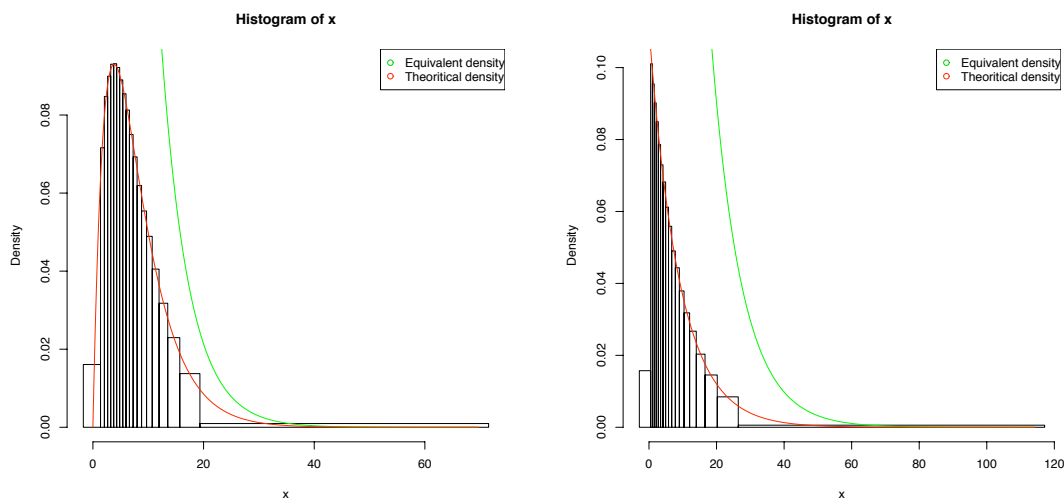 Histogram of x
Equivalent density
Theoritical density
Density
0.00
0.02
0.04
0.06
0.08
0 20 40 60
x
Histogram of x
Equivalent density
Theoritical density
Density
0.00
0.02
0.04
0.06
0.08
0.10
0 20 40 60 80 100 120
x